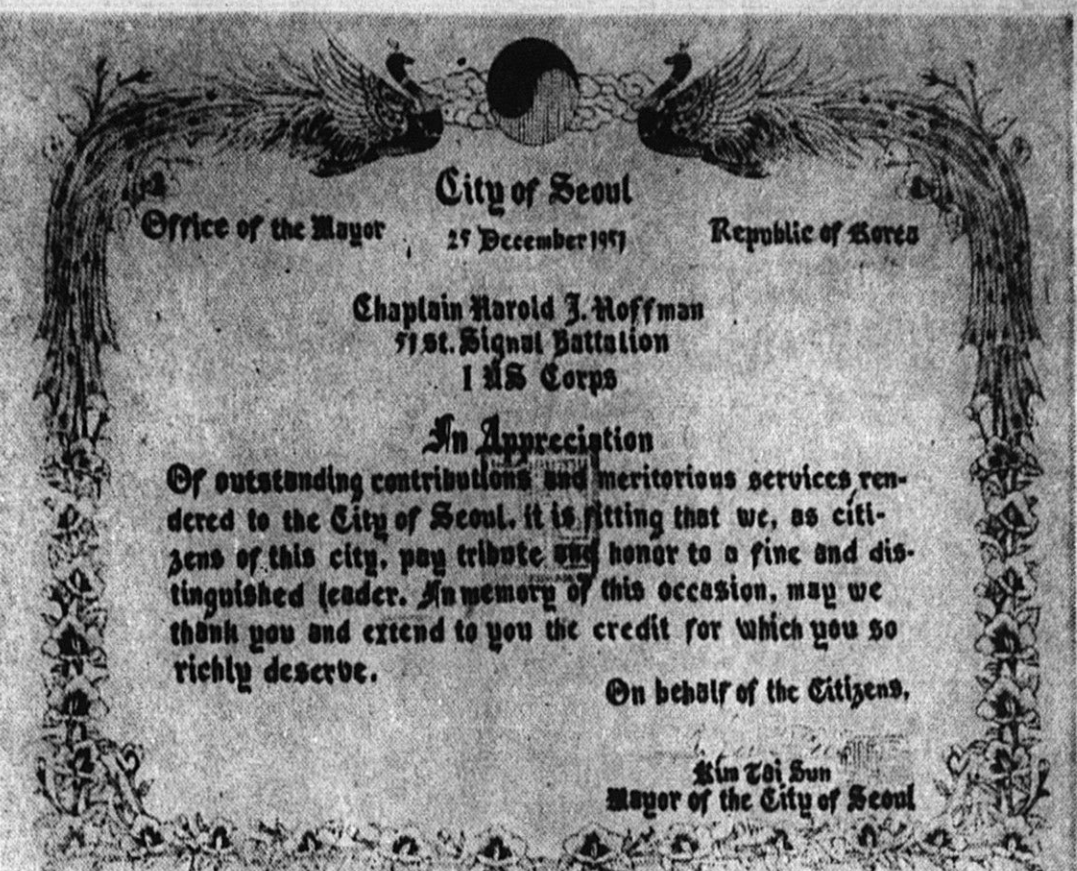 City of Seoul
Office of the Mayor
25 December 1951
Republic of Korea
Chaplain Harold J. Hoffman
51st. Signal Battalion
I US Corps
In Appreciation
Of outstanding contributions and meritorious services ren-
dered to the City of Seoul, it is fitting that we, as citi-
zens of this city, pay tribute and honor to a fine and dis-
tinguished leader. In memory of this occasion, may we
thank you and extend to you the credit for which you so
richly deserve.
On behalf of the Citizens,
Kim Tai Sun
Mayor of the City of Seoul